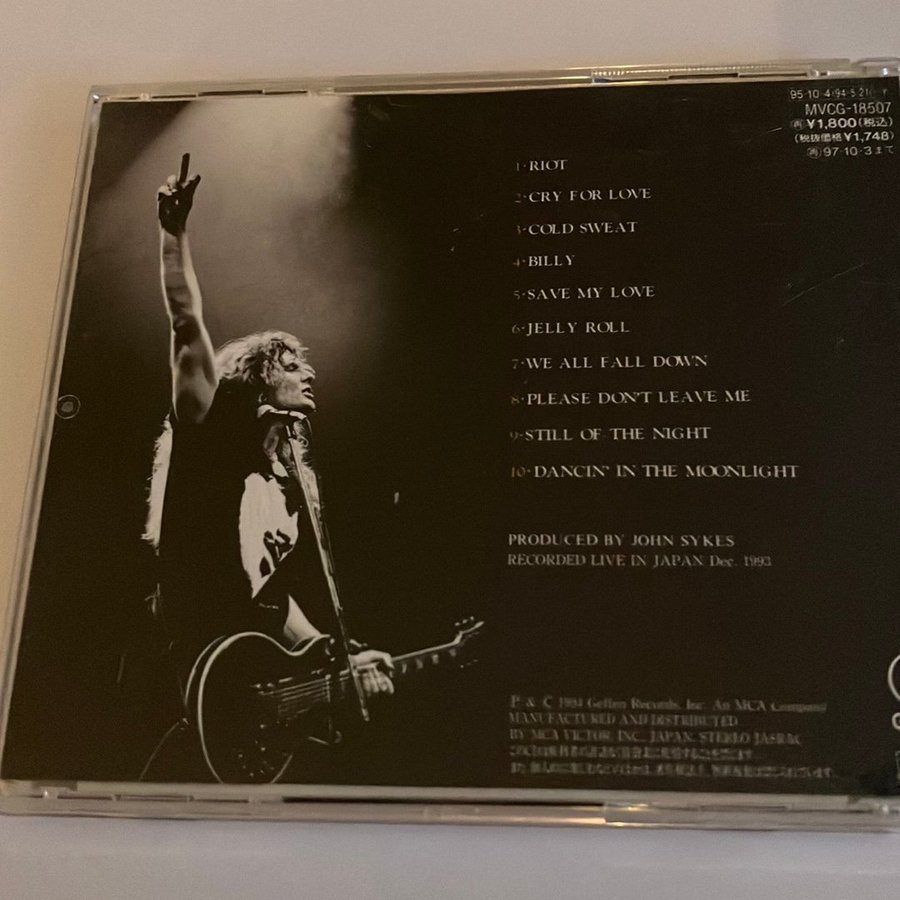 95·10·4·94·5·21
MVCG-18507
再¥1,800(税込)
(税抜価格¥1,748)
再97·10·3まで
1·RIOT
2·CRY FOR LOVE
3·COLD SWEAT
4·BILLY
5·SAVE MY LOVE
6·JELLY ROLL
7·WE ALL FALL DOWN
8·PLEASE DON'T LEAVE ME
9·STILL OF THE NIGHT
10·DANCIN' IN THE MOONLIGHT
PRODUCED BY JOHN SYKES
RECORDED LIVE IN JAPAN Dec. 1993
P & C 1994 Geffen Records, Inc. An MCA Company
MANUFACTURED AND DISTRIBUTED
BY MCA VICTOR, INC. JAPAN. STEREO JASRAC